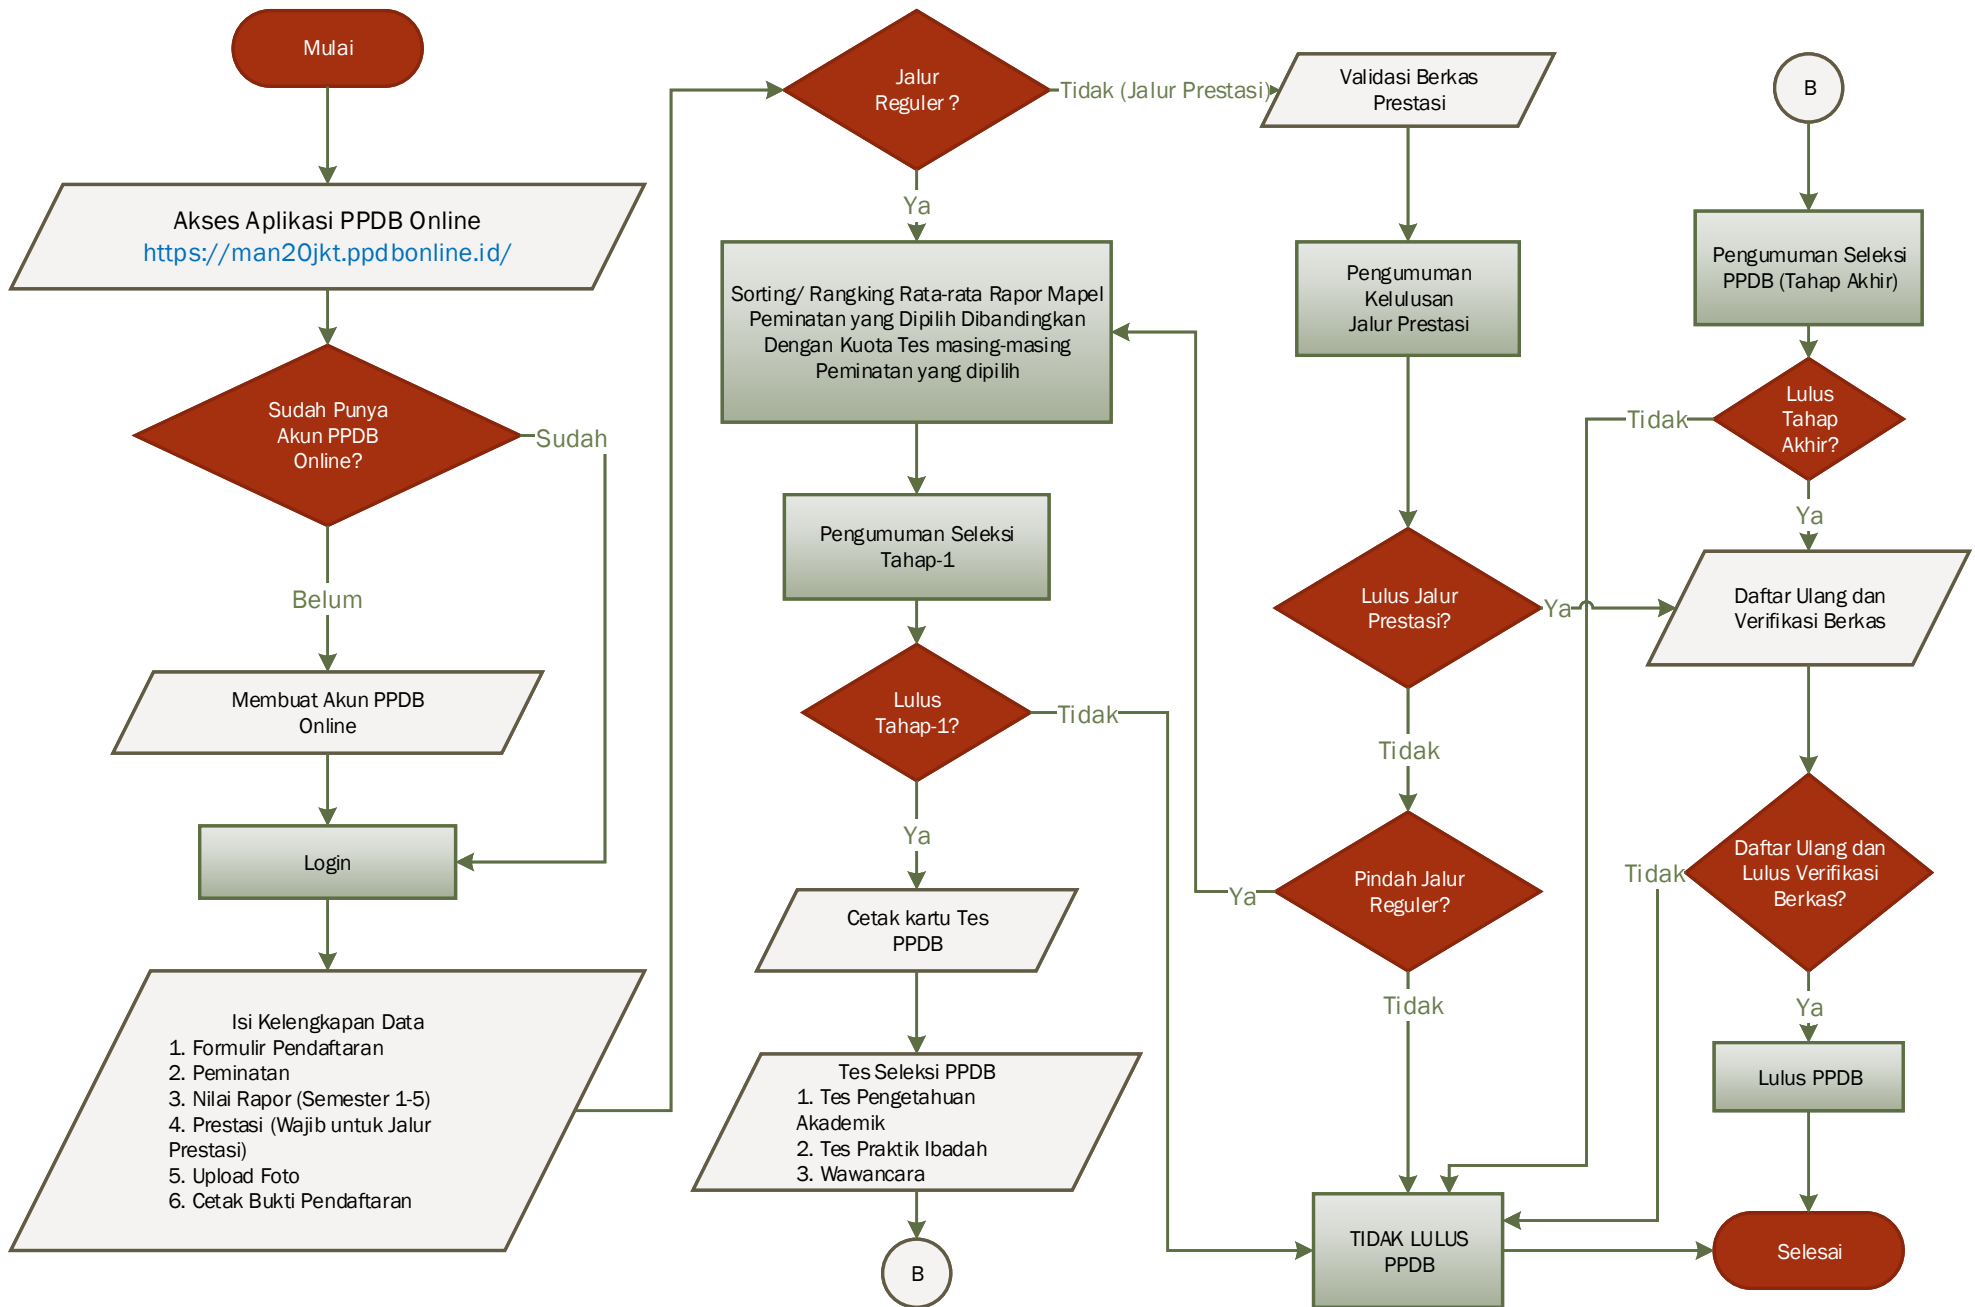 Mulai
Akses Aplikasi PPDB Online
https://man20jkt.ppdbonline.id/
Sudah Punya
Akun PPDB
Online?
Sudah
Belum
Membuat Akun PPDB
Online
Login
Isi Kelengkapan Data
1. Formulir Pendaftaran
2. Peminatan
3. Nilai Rapor (Semester 1-5)
4. Prestasi (Wajib untuk Jalur
Prestasi)
5. Upload Foto
6. Cetak Bukti Pendaftaran
Jalur
Reguler ?
Tidak (Jalur Prestasi)
Ya
Sorting/ Rangking Rata-rata Rapor Mapel
Peminatan yang Dipilih Dibandingkan
Dengan Kuota Tes masing-masing
Peminatan yang dipilih
Pengumuman Seleksi
Tahap-1
Lulus
Tahap-1?
Tidak
Ya
Cetak kartu Tes
PPDB
Tes Seleksi PPDB
1. Tes Pengetahuan
Akademik
2. Tes Praktik Ibadah
3. Wawancara
B
Validasi Berkas
Prestasi
Pengumuman
Kelulusan
Jalur Prestasi
Lulus Jalur
Prestasi?
Ya
Tidak
Pindah Jalur
Reguler?
Ya
Tidak
TIDAK LULUS
PPDB
B
Pengumuman Seleksi
PPDB (Tahap Akhir)
Lulus
Tahap
Akhir?
Tidak
Ya
Daftar Ulang dan
Verifikasi Berkas
Daftar Ulang dan
Lulus Verifikasi
Berkas?
Tidak
Ya
Lulus PPDB
Selesai